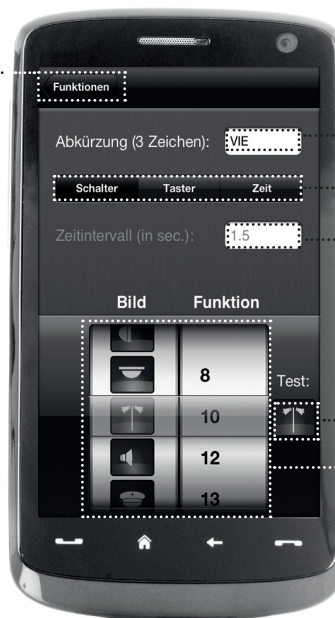 Funktionen
Abkürzung (3 Zeichen): VIE
Schalter Taster Zeit
Zeitintervall (in sec.): 1.5
Bild Funktion
8
Test:
10
12
13